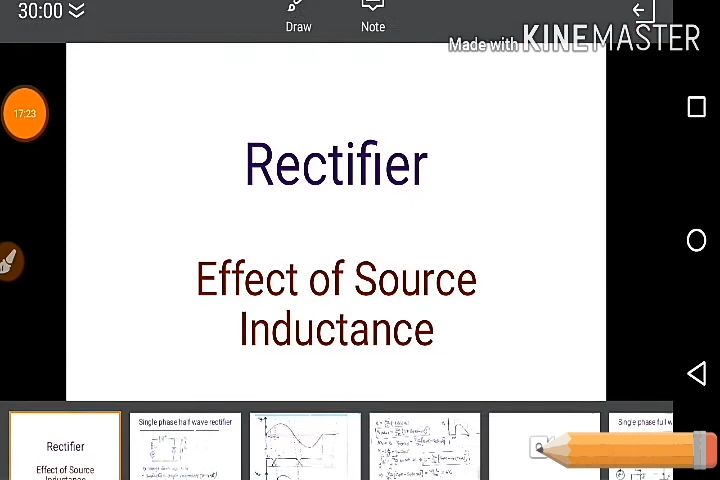 30:00
Draw
Note
Made with KINEMASTER
17:23
Rectifier
Effect of Source
Inductance
Rectifier
Effect of Source
Inductance
Single phase half wave rectifier
Single phase full w